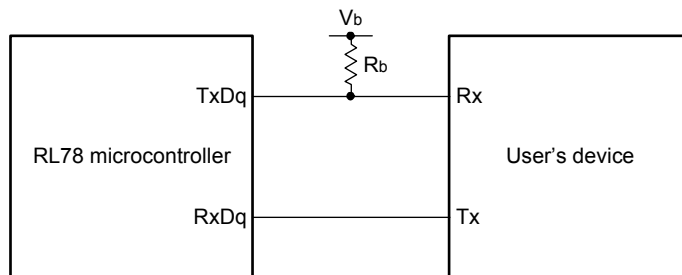 Vb
Rb
TxDq
Rx
RL78 microcontroller
User's device
RxDq
Tx